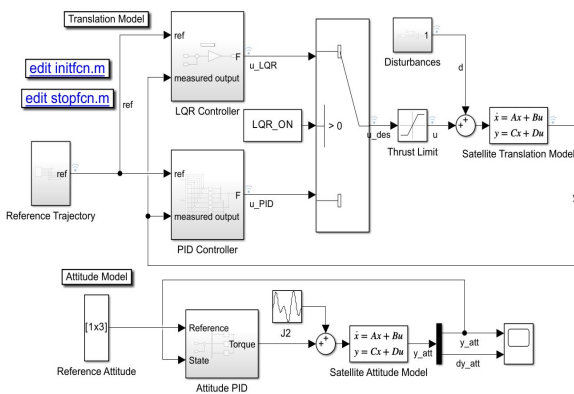 Translation Model
edit initfcn.m
edit stopfcn.m
ref
ref
measured output
F
u_LQR
LQR Controller
LQR_ON
> 0
1
Disturbances
d
u_des
Thrust Limit
u
+
+
ẋ = Ax + Bu
y = Cx + Du
Satellite Translation Model
ref
Reference Trajectory
ref
measured output
F
u_PID
PID Controller
Attitude Model
[1x3]
Reference Attitude
Reference
State
Torque
Attitude PID
J2
+
+
ẋ = Ax + Bu
y = Cx + Du
Satellite Attitude Model
y_att
y_att
dy_att